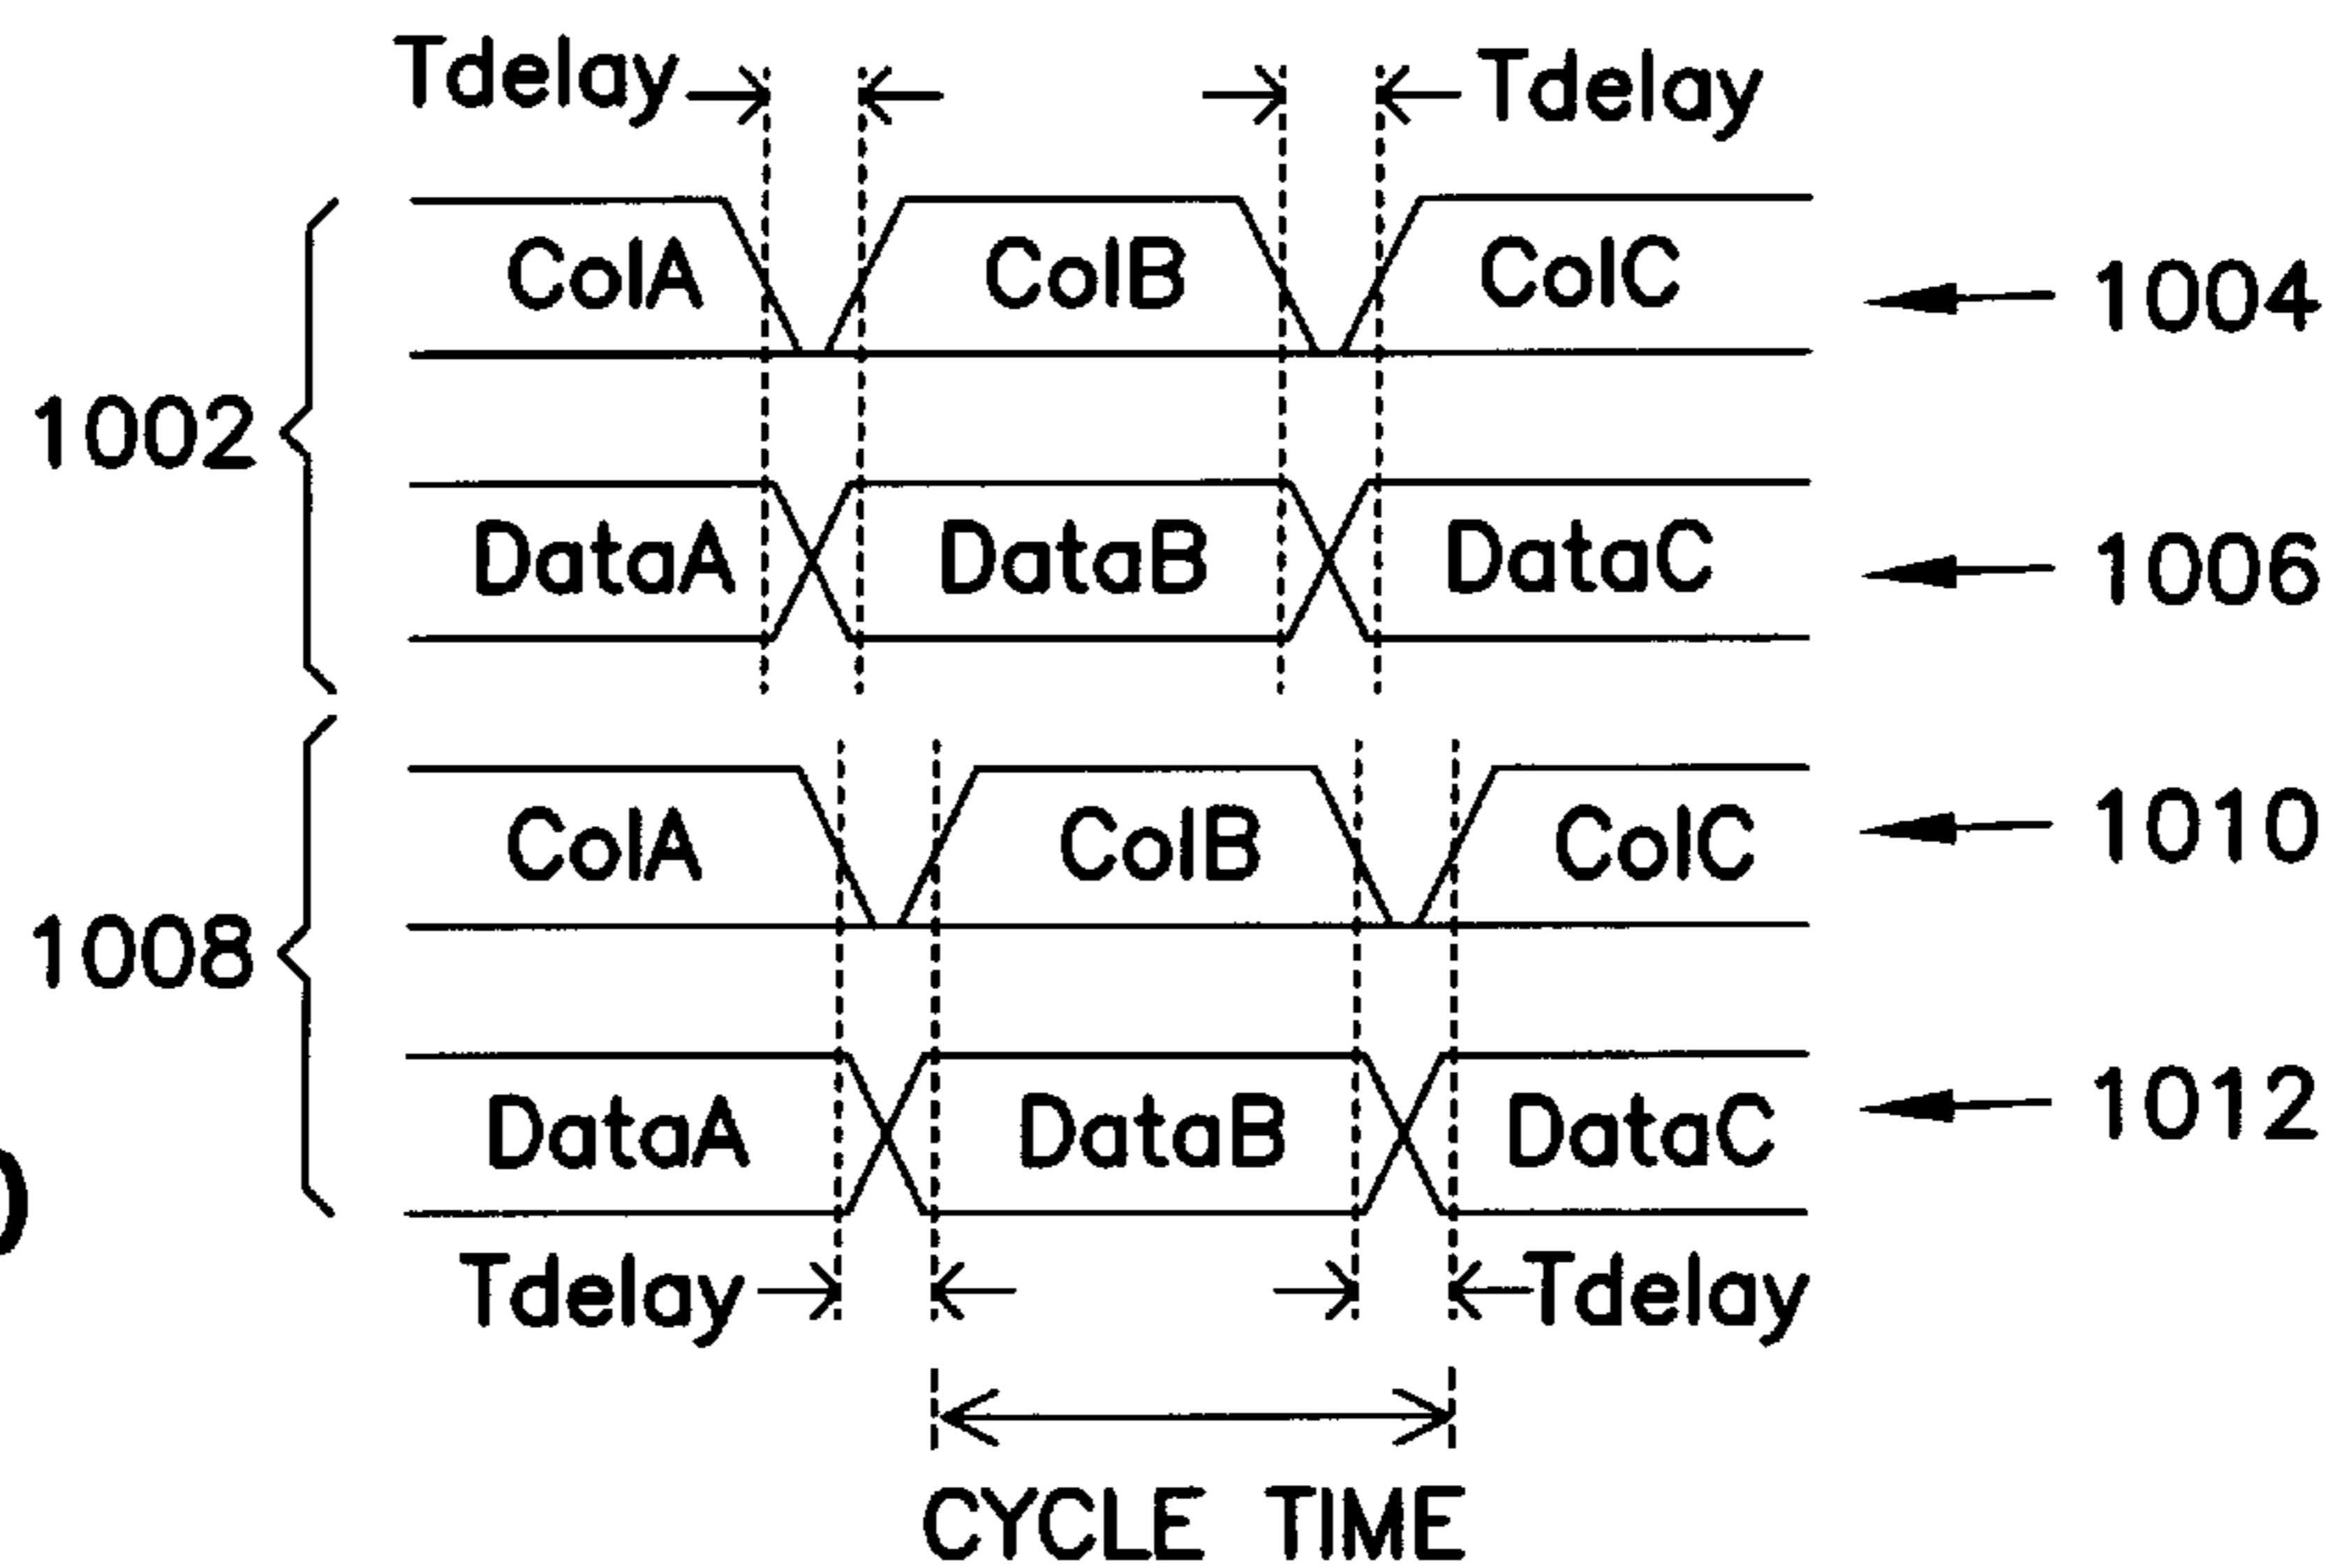 Tdelay Tdelay
ColA ColB ColC 1004
1002
DataA DataB DataC 1006
ColA ColB ColC 1010
1008
DataA DataB DataC 1012
Tdelay Tdelay
CYCLE TIME